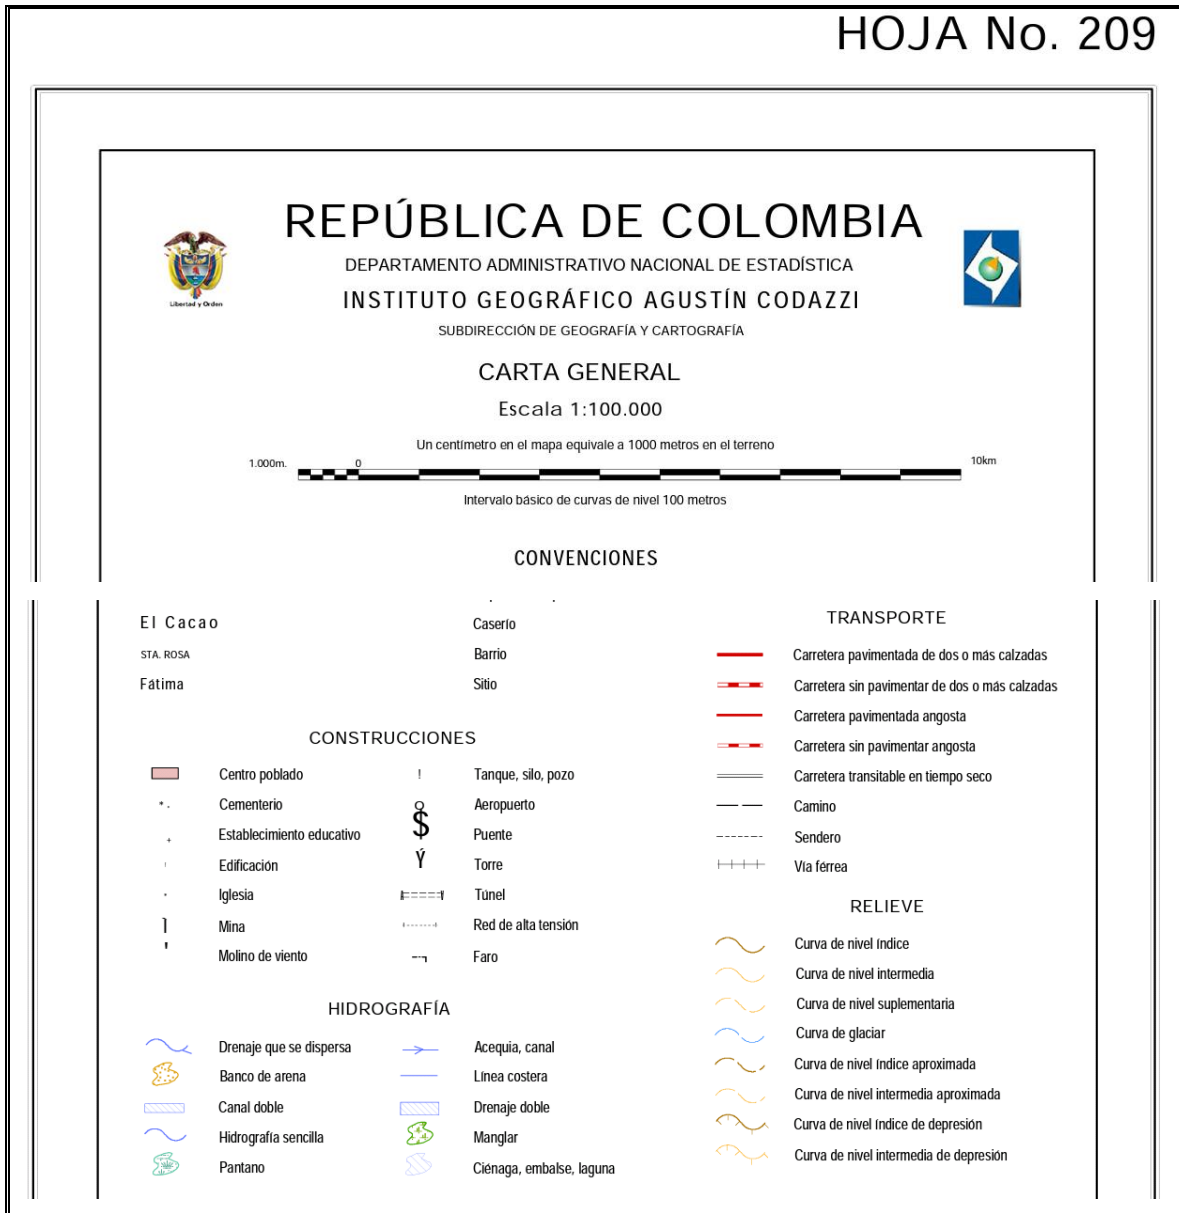 HOJA No. 209
REPÚBLICA DE COLOMBIA
DEPARTAMENTO ADMINISTRATIVO NACIONAL DE ESTADÍSTICA
INSTITUTO GEOGRÁFICO AGUSTÍN CODAZZI
Libertad y Orden
SUBDIRECCIÓN DE GEOGRAFÍA Y CARTOGRAFÍA
CARTA GENERAL
Escala 1:100.000
Un centímetro en el mapa equivale a 1000 metros en el terreno
1.000m. 0 10km
Intervalo básico de curvas de nivel 100 metros
CONVENCIONES
El Cacao Caserío
STA. ROSA Barrio
Fátima Sitio
CONSTRUCCIONES
Centro poblado
Cementerio
Establecimiento educativo
Edificación
Iglesia
Mina
Molino de viento
! Tanque, silo, pozo
Aeropuerto
$ Puente
Ý Torre
Túnel
Red de alta tensión
Faro
HIDROGRAFÍA
Drenaje que se dispersa
Banco de arena
Canal doble
Hidrografía sencilla
Pantano
Acequia, canal
Línea costera
Drenaje doble
Manglar
Ciénaga, embalse, laguna
TRANSPORTE
Carretera pavimentada de dos o más calzadas
Carretera sin pavimentar de dos o más calzadas
Carretera pavimentada angosta
Carretera sin pavimentar angosta
Carretera transitable en tiempo seco
Camino
Sendero
Vía férrea
RELIEVE
Curva de nivel índice
Curva de nivel intermedia
Curva de nivel suplementaria
Curva de glaciar
Curva de nivel índice aproximada
Curva de nivel intermedia aproximada
Curva de nivel índice de depresión
Curva de nivel intermedia de depresión